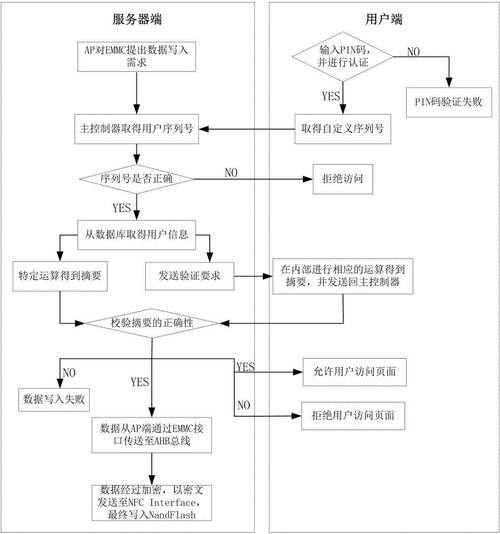 服务器端
用户端
AP对EMMC提出数据写入
需求
输入PIN码,
并进行认证
NO
YES
PIN码验证失败
主控制器取得用户序列号
取得自定义序列号
序列号是否正确
NO
拒绝访问
YES
从数据库取得用户信息
特定运算得到摘要
发送验证要求
在内部进行相应的运算得到
摘要,并发送回主控制器
校验摘要的正确性
NO
YES
YES
允许用户访问页面
数据写入失败
NO
拒绝用户访问页面
数据从AP端通过EMMC接
口传送至AHB总线
数据经过加密, 以密文
发送至NFC Interface,
最终写入NandFlash